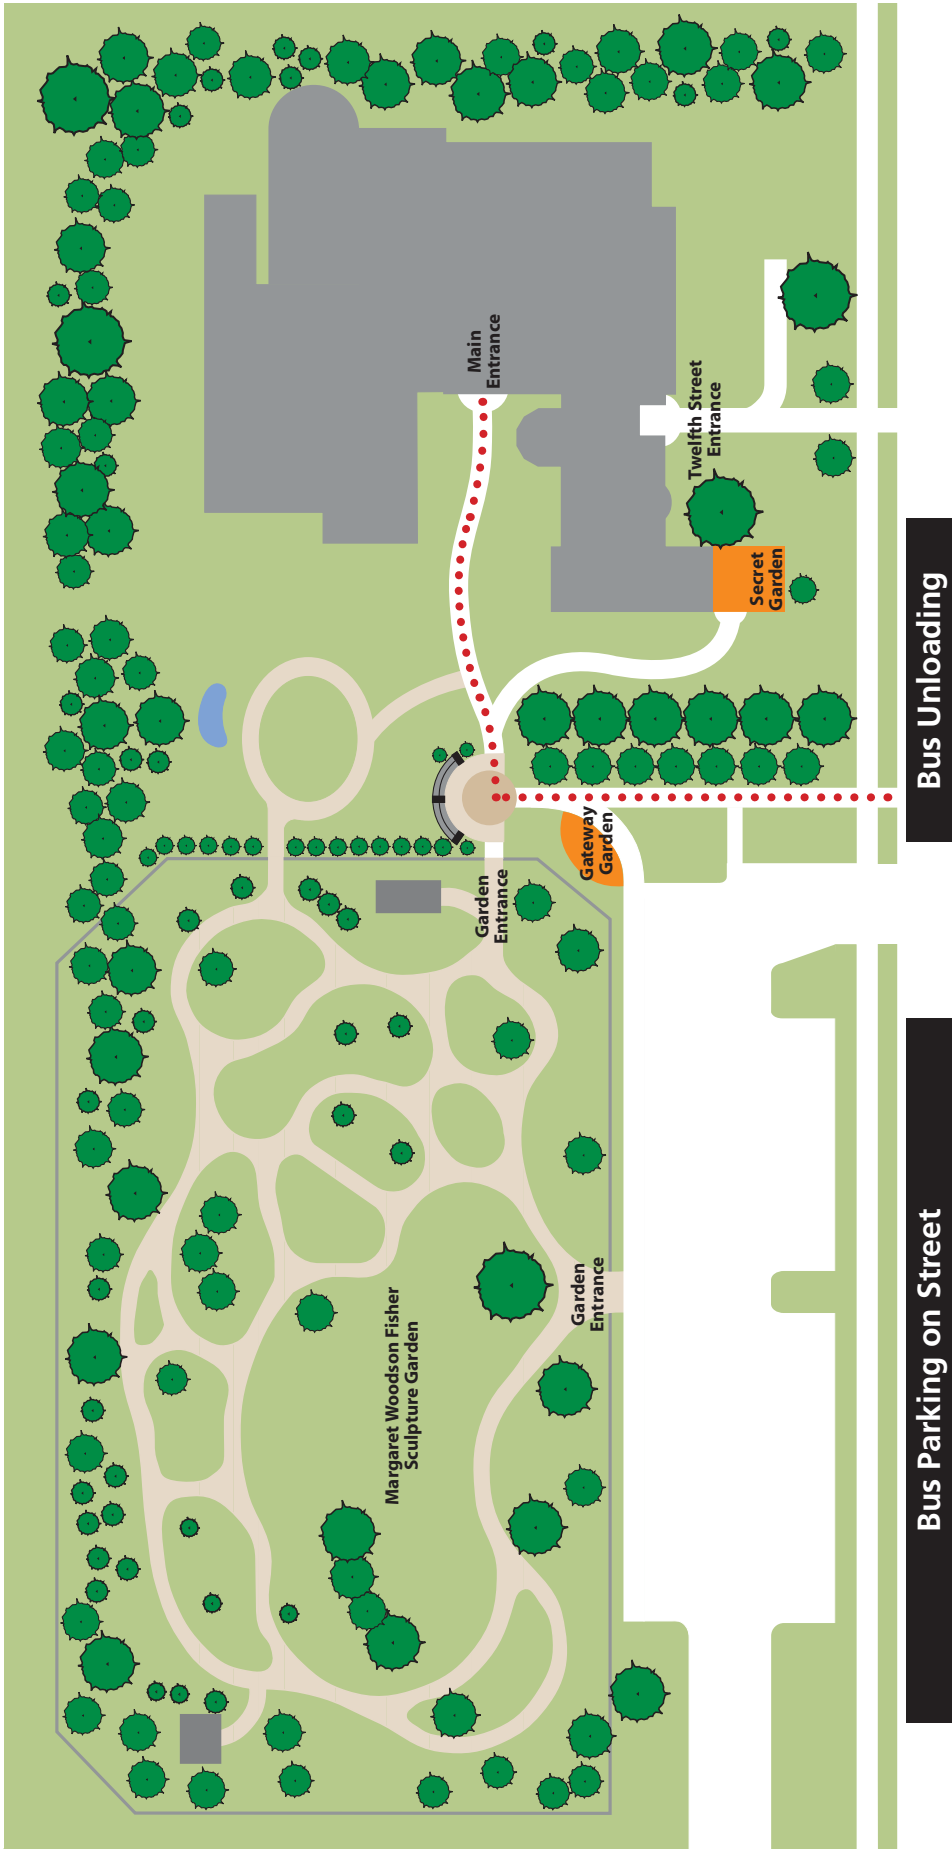 Main
Entrance
Twelfth Street
Entrance
Secret
Garden
Gateway
Garden
Garden
Entrance
Garden
Entrance
Margaret Woodson Fisher
Sculpture Garden
Bus Unloading
Bus Parking on Street